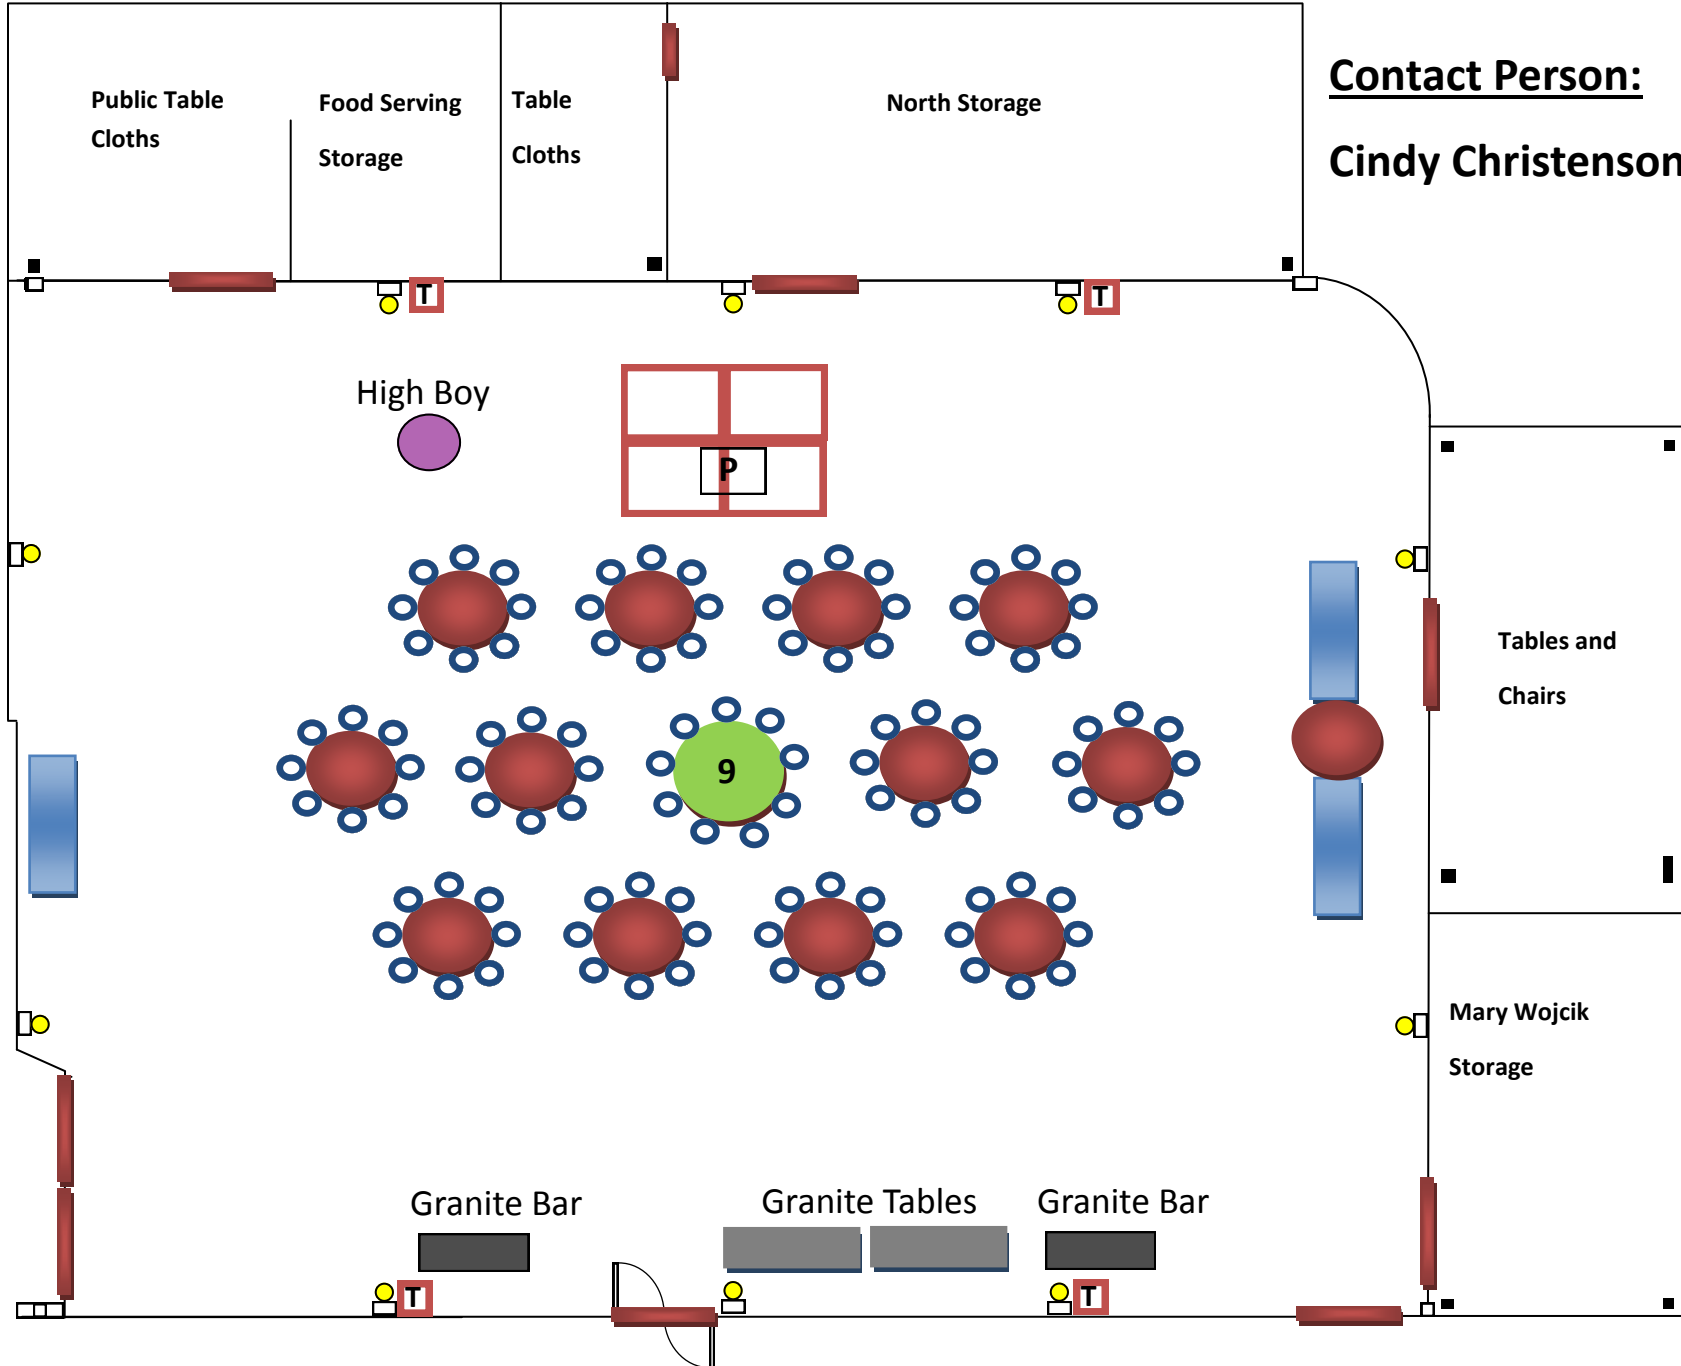 Contact Person:
Cindy Christenson
Public Table
Cloths
Food Serving
Storage
Table
Cloths
North Storage
T
T
High Boy
P
Tables and
Chairs
9
Mary Wojcik
Storage
Granite Bar
Granite Tables
Granite Bar
T
T